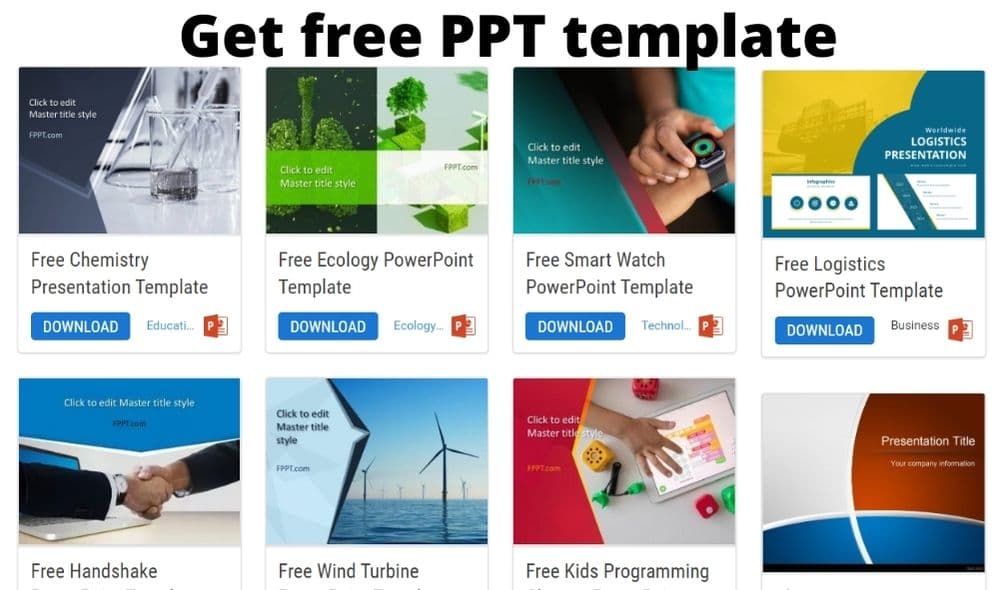 Get free PPT template
Click to edit
Master title style
FPPT.com
Free Chemistry
Presentation Template
DOWNLOAD
Educati...
Click to edit
Master title style
FPPT.com
Free Ecology PowerPoint
Template
DOWNLOAD
Ecology...
Click to edit
Master title style
FPPT.com
Free Smart Watch
PowerPoint Template
DOWNLOAD
Technol...
Worldwide
LOGISTICS
PRESENTATION
Infographics
Free Logistics
PowerPoint Template
DOWNLOAD
Business
Click to edit Master title style
FPPT.com
Free Handshake
Click to edit
Master title
style
FPPT.com
Free Wind Turbine
Click to edit
Master title style
FPPT.com
Free Kids Programming
Presentation Title
Your company information